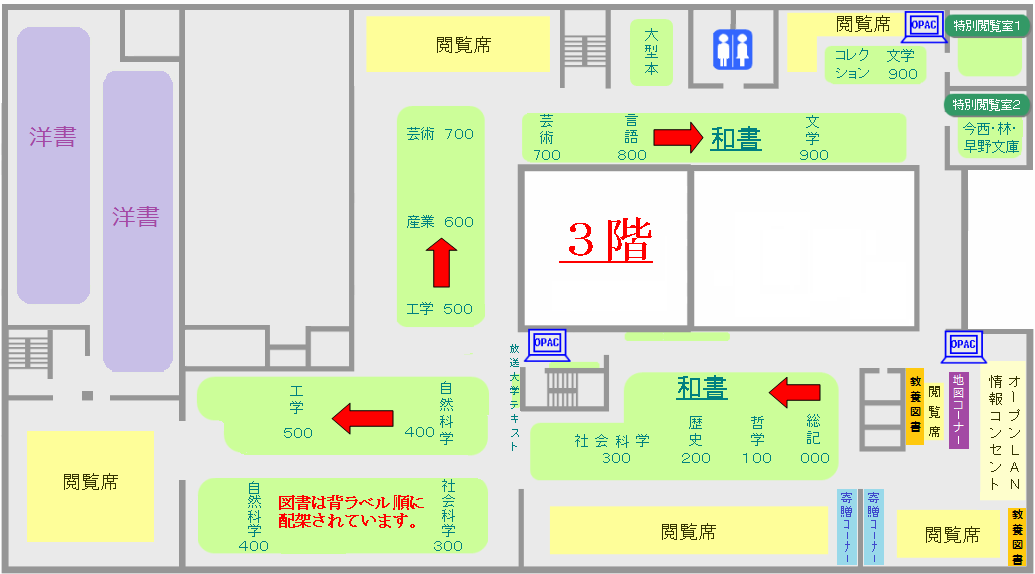 閲覧席
大型本
閲覧席
OPAC
特別閲覧室1
コレク
ション
文学
900
特別閲覧室2
今西・林・
早野文庫
洋書
洋書
芸術 700
産業 600
工学 500
芸術
700
言語
800
和書
文学
900
3階
OPAC
OPAC
放送大学テキスト
工学
500
自然科学
400
和書
社会科学
300
歴史
200
哲学
100
総記
000
教養図書
閲覧席
地図コーナー
オープンLAN
情報コンセント
閲覧席
自然科学
400
図書は背ラベル順に
配架されています。
社会科学
300
閲覧席
寄贈コーナー
寄贈コーナー
閲覧席
教養図書